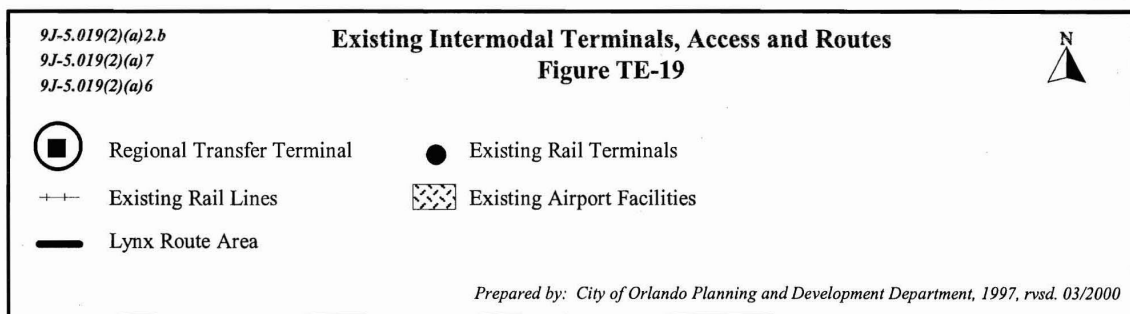 9J-5.019(2)(a)2.b
9J-5.019(2)(a)7
9J-5.019(2)(a)6
Existing Intermodal Terminals, Access and Routes
Figure TE-19
N
Regional Transfer Terminal
Existing Rail Terminals
Existing Rail Lines
Existing Airport Facilities
Lynx Route Area
Prepared by: City of Orlando Planning and Development Department, 1997, rvsd. 03/2000